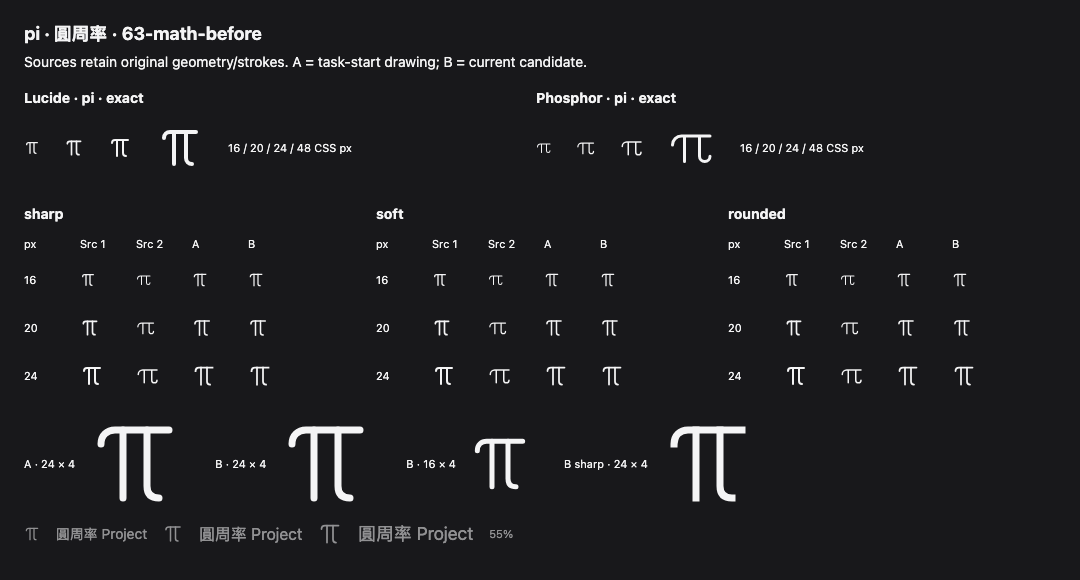 pi · 圓周率 · 63-math-before
Sources retain original geometry/strokes. A = task-start drawing; B = current candidate.
Lucide · pi · exact
Phosphor · pi · exact
16 / 20 / 24 / 48 CSS px
16 / 20 / 24 / 48 CSS px
sharp
soft
rounded
px Src 1 Src 2 A B
px Src 1 Src 2 A B
px Src 1 Src 2 A B
16
16
16
20
20
20
24
24
24
A · 24 × 4
B · 24 × 4
B · 16 × 4
B sharp · 24 × 4
圓周率 Project
圓周率 Project
圓周率 Project
55%